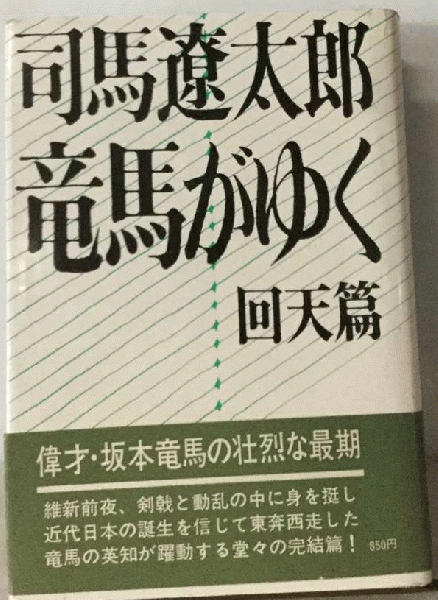 司馬遼太郎
竜馬がゆく
回天篇
偉才・坂本竜馬の壮烈な最期
維新前夜、剣戟と動乱の中に身を挺し
近代日本の誕生を信じて東奔西走した
竜馬の英知が躍動する堂々の完結篇！
850円